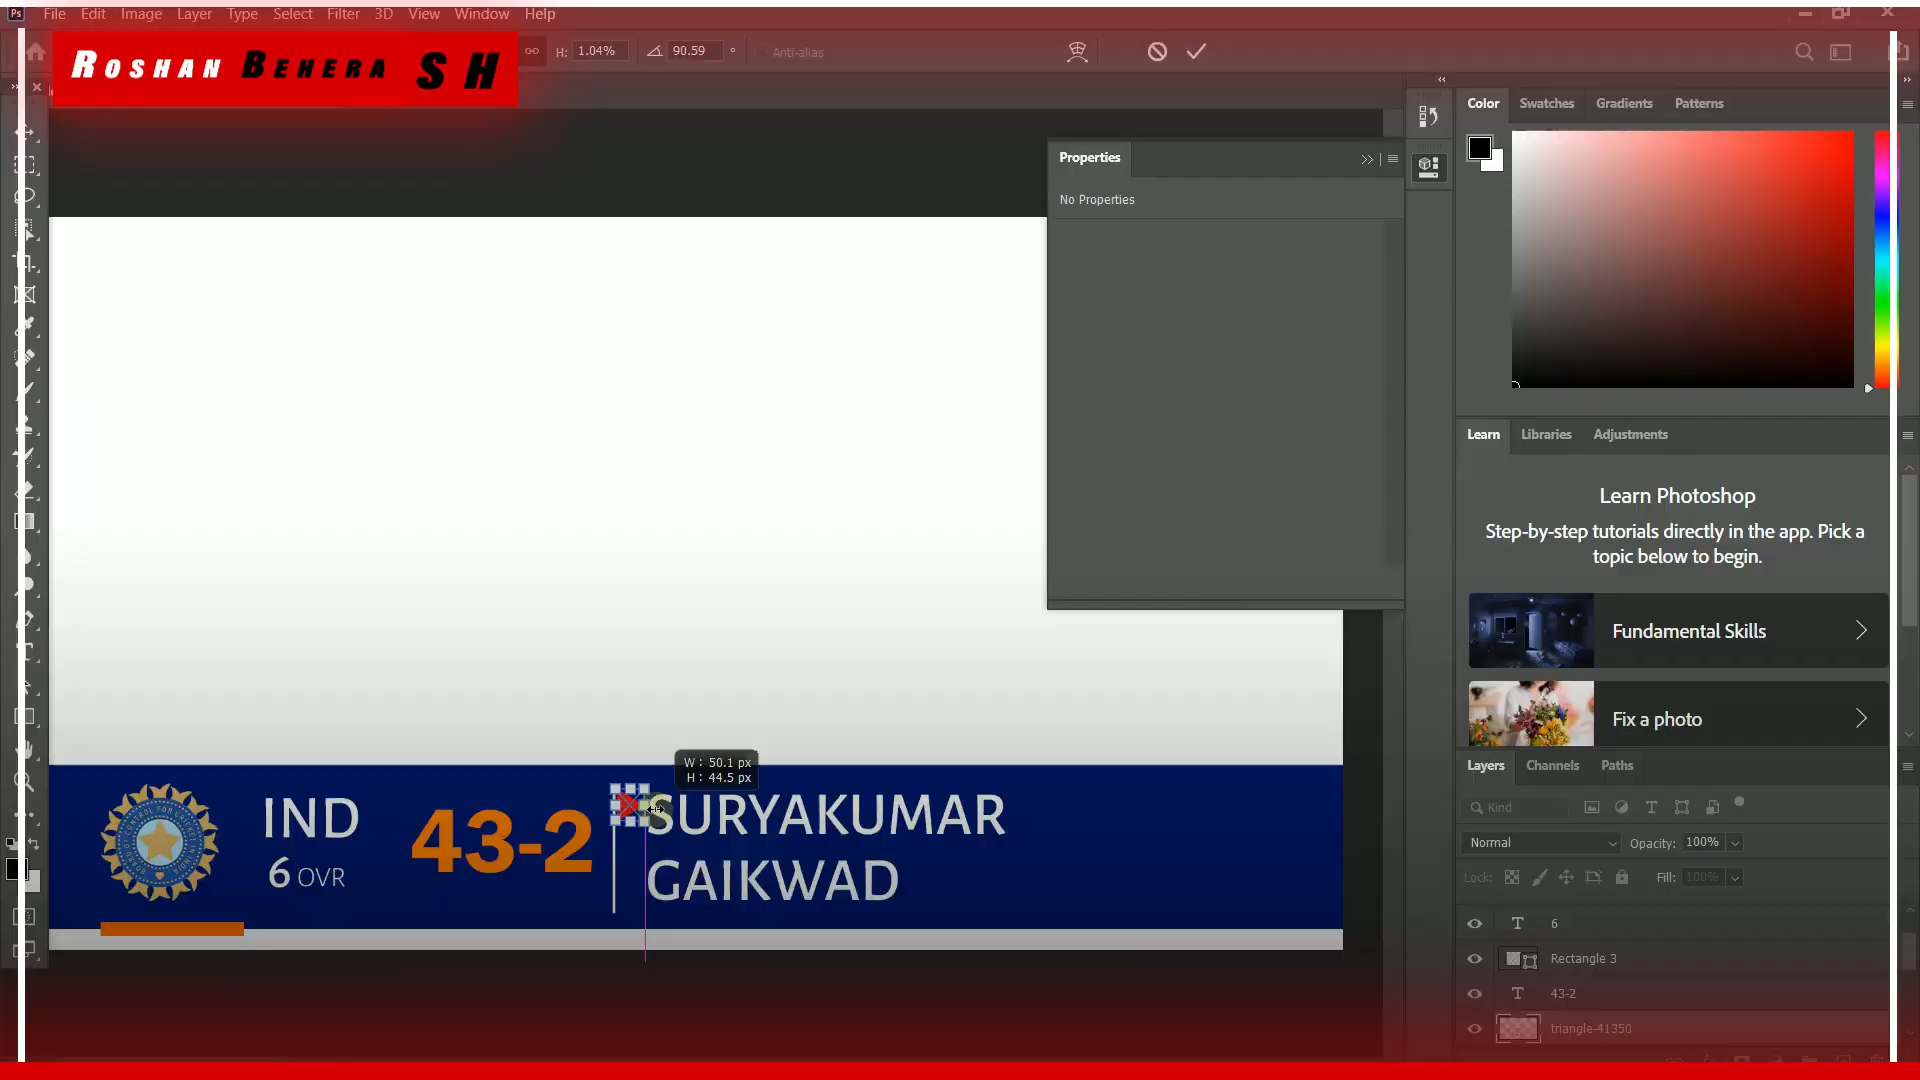 Ps File Edit Image Layer Type Select Filter 3D View Window Help
H: 1.04% 90.59 ° Anti-alias
ROSHAN BEHERA SH
Color Swatches Gradients Patterns
Properties
No Properties
Learn Libraries Adjustments
Learn Photoshop
Step-by-step tutorials directly in the app. Pick a
topic below to begin.
Fundamental Skills
Fix a photo
W: 50.1 px
H: 44.5 px
IND
6 OVR
43-2
SURYAKUMAR
GAIKWAD
Layers Channels Paths
Kind
Normal Opacity: 100%
Lock: Fill: 100%
6
Rectangle 3
43-2
triangle-41350